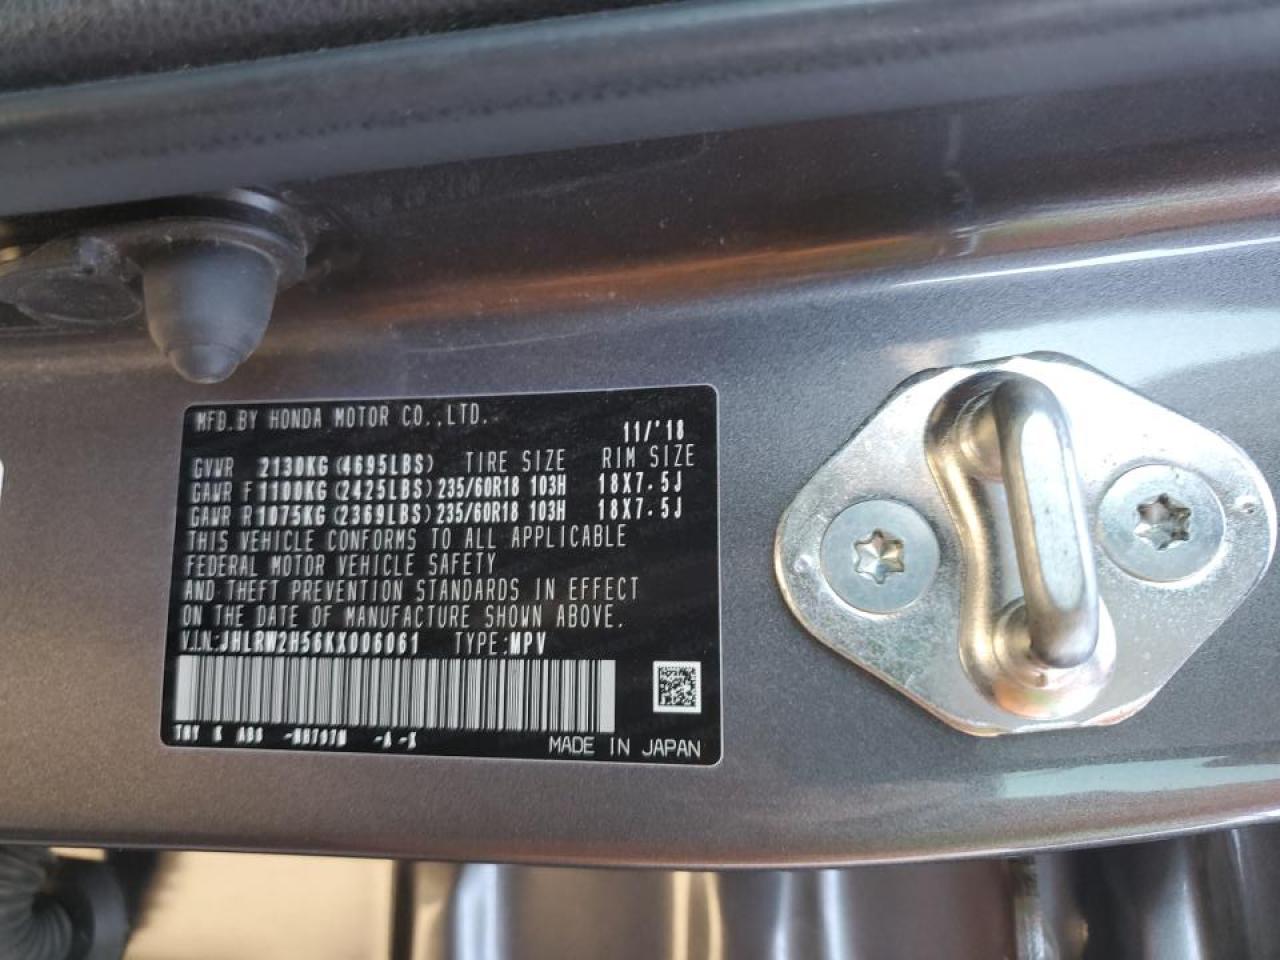 MFD.BY HONDA MOTOR CO.,LTD.
11/'18
GVWR 2130KG (4695LBS) TIRE SIZE RIM SIZE
GAWR F 1100KG (2425LBS) 235/60R18 103H 18X7.5J
GAWR R 1075KG (2369LBS) 235/60R18 103H 18X7.5J
THIS VEHICLE CONFORMS TO ALL APPLICABLE
FEDERAL MOTOR VEHICLE SAFETY
AND THEFT PREVENTION STANDARDS IN EFFECT
ON THE DATE OF MANUFACTURE SHOWN ABOVE.
V.I.N:JHLRW2H56KX006061 TYPE:MPV
MADE IN JAPAN